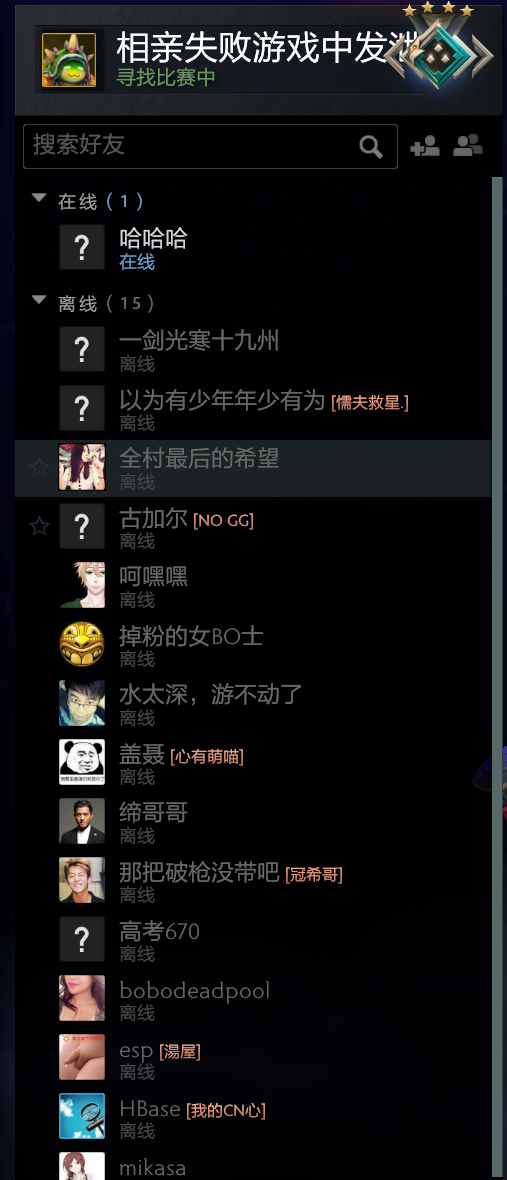 相亲失败游戏中发泄
寻找比赛中
搜索好友
在线 ( 1 )
?
哈哈哈
在线
离线 ( 15 )
?
一剑光寒十九州
离线
?
以为有少年年少有为 [懦夫救星.]
离线
全村最后的希望
离线
?
古加尔 [NO GG]
离线
呵嘿嘿
离线
掉粉的女BO士
离线
水太深，游不动了
离线
盖聂 [心有萌喵]
离线
缔哥哥
离线
那把破枪没带吧 [冠希哥]
离线
?
高考670
离线
bobodeadpool
离线
esp [湯屋]
离线
HBase [我的CN心]
离线
mikasa